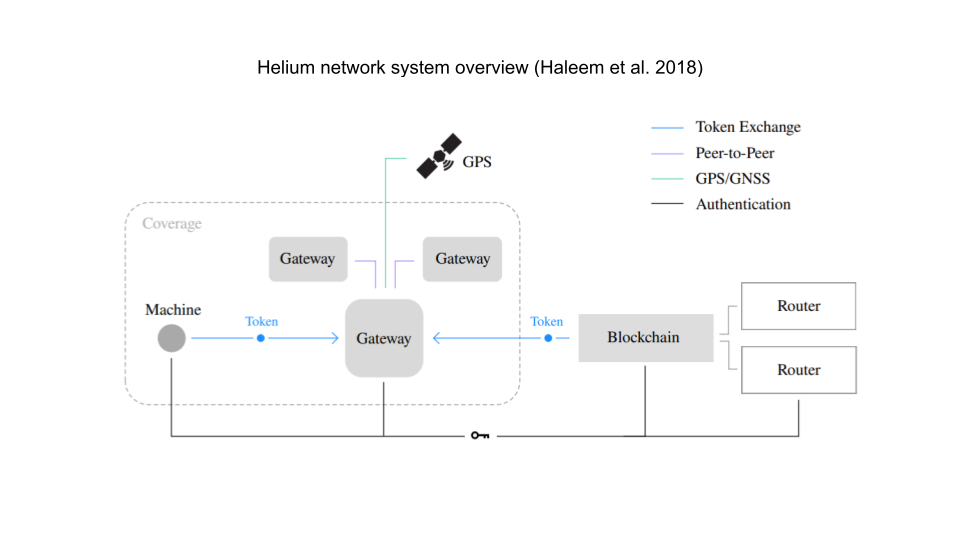 Helium network system overview (Haleem et al. 2018)
Token Exchange
Peer-to-Peer
GPS/GNSS
Authentication
GPS
Coverage
Gateway
Gateway
Machine
Token
Gateway
Token
Blockchain
Router
Router